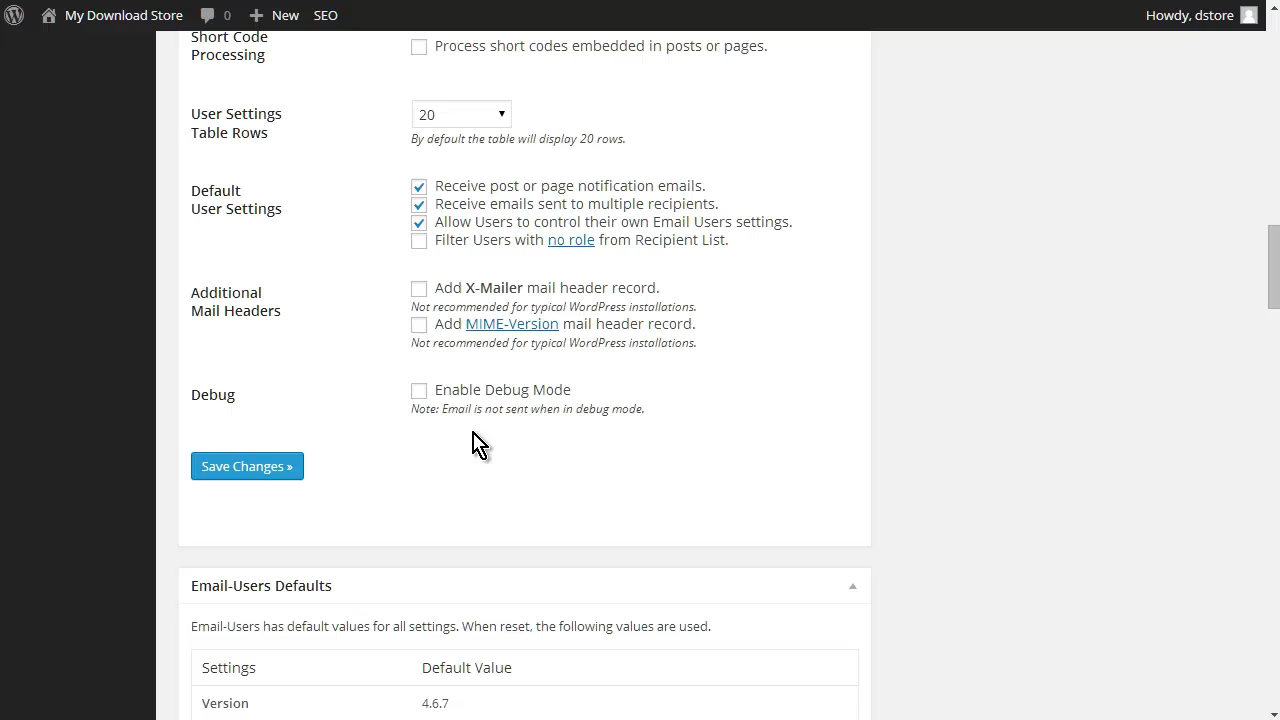 My Download Store 0 New SEO Howdy, dstore
Short Code
Processing
Process short codes embedded in posts or pages.
User Settings
Table Rows
20
By default the table will display 20 rows.
Default
User Settings
Receive post or page notification emails.
Receive emails sent to multiple recipients.
Allow Users to control their own Email Users settings.
Filter Users with no role from Recipient List.
Additional
Mail Headers
Add X-Mailer mail header record.
Not recommended for typical WordPress installations.
Add MIME-Version mail header record.
Not recommended for typical WordPress installations.
Debug
Enable Debug Mode
Note: Email is not sent when in debug mode.
Save Changes »
Email-Users Defaults
Email-Users has default values for all settings. When reset, the following values are used.
Settings Default Value
Version 4.6.7